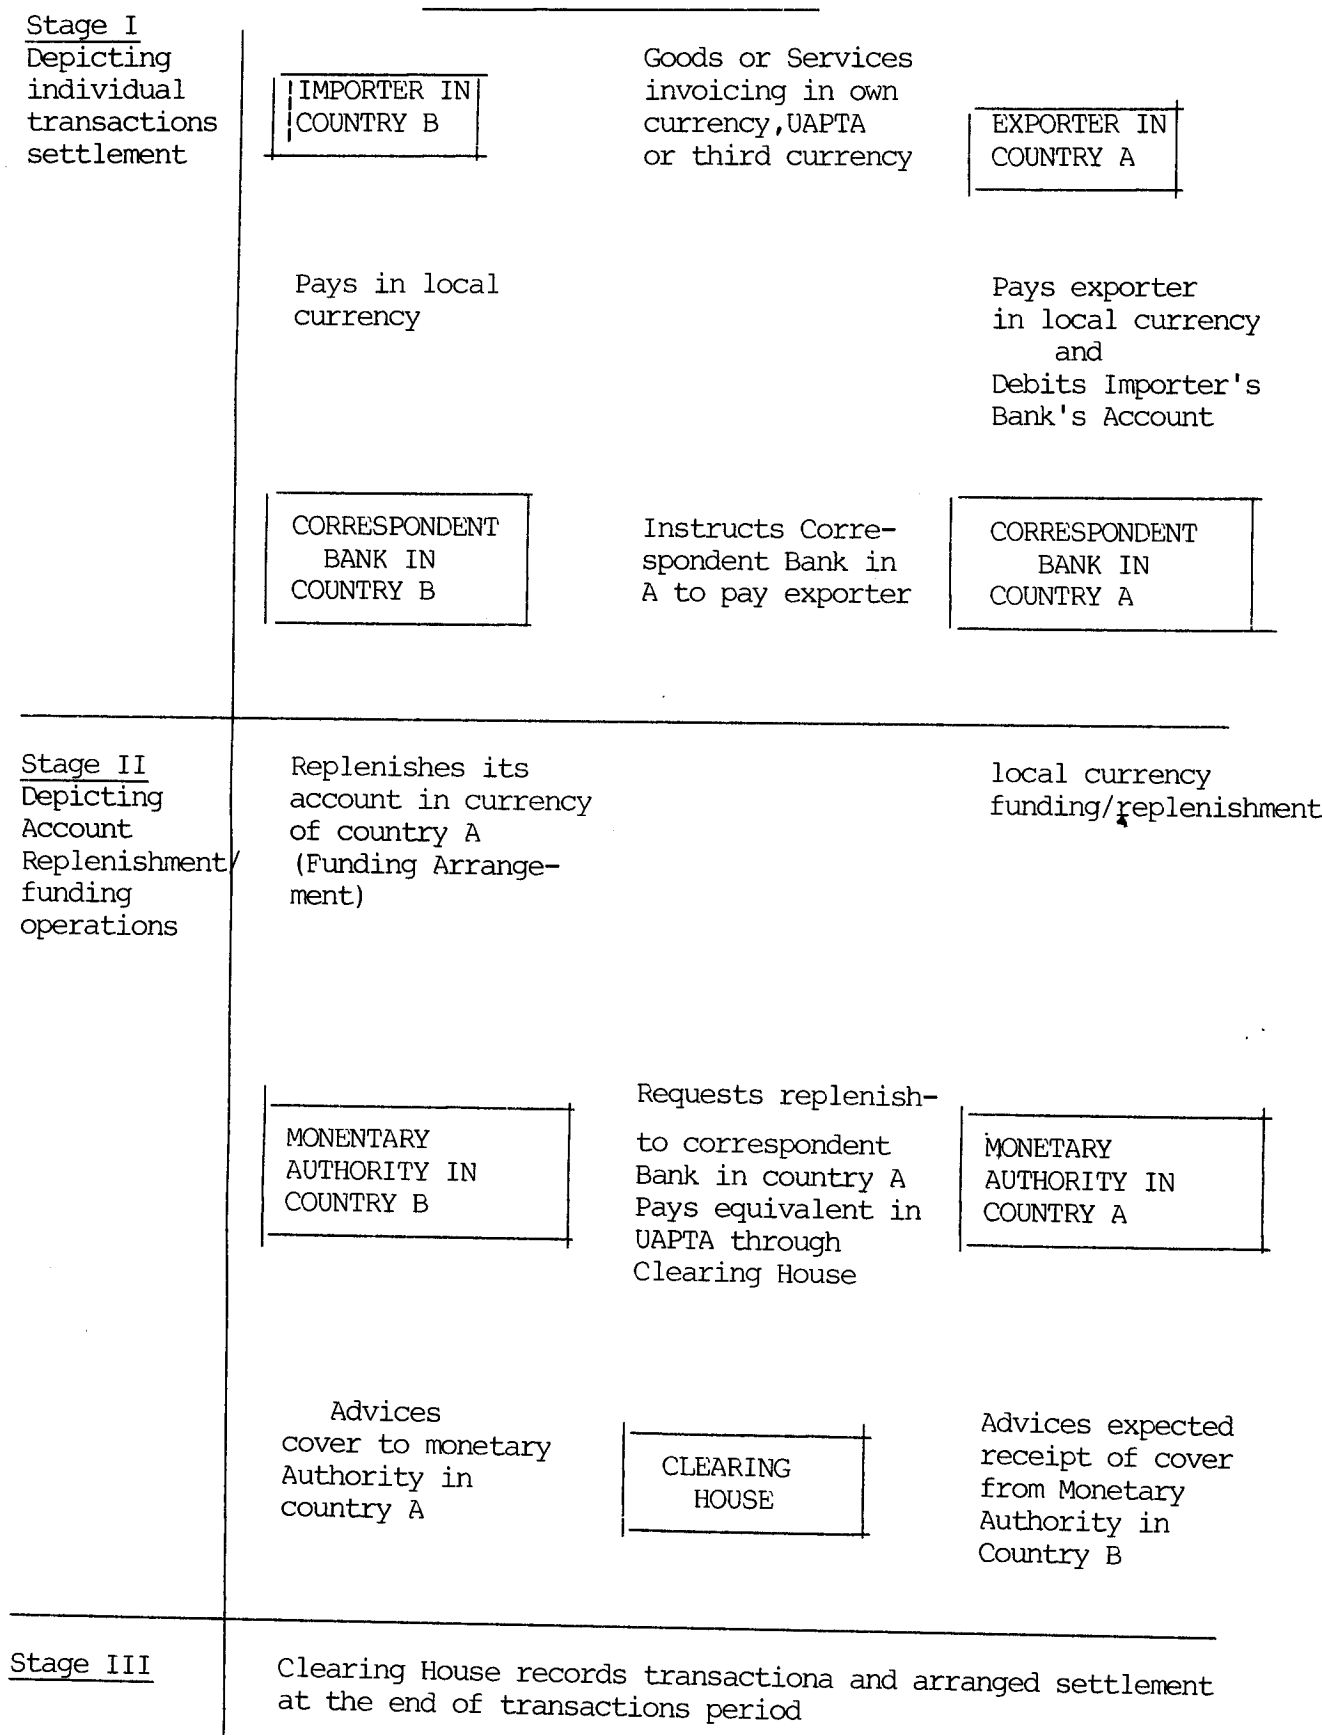 Stage I
Depicting
individual
transactions
settlement
IMPORTER IN
COUNTRY B
Goods or Services
invoicing in own
currency,UAPTA
or third currency
EXPORTER IN
COUNTRY A
Pays in local
currency
Pays exporter
in local currency
and
Debits Importer's
Bank's Account
CORRESPONDENT
BANK IN
COUNTRY B
Instructs Corre-
spondent Bank in
A to pay exporter
CORRESPONDENT
BANK IN
COUNTRY A
Stage II
Depicting
Account
Replenishment/
funding
operations
Replenishes its
account in currency
of country A
(Funding Arrange-
ment)
local currency
funding/replenishment
MONENTARY
AUTHORITY IN
COUNTRY B
Requests replenish-
to correspondent
Bank in country A
Pays equivalent in
UAPTA through
Clearing House
MONETARY
AUTHORITY IN
COUNTRY A
Advices
cover to monetary
Authority in
country A
CLEARING
HOUSE
Advices expected
receipt of cover
from Monetary
Authority in
Country B
Stage III
Clearing House records transactiona and arranged settlement
at the end of transactions period